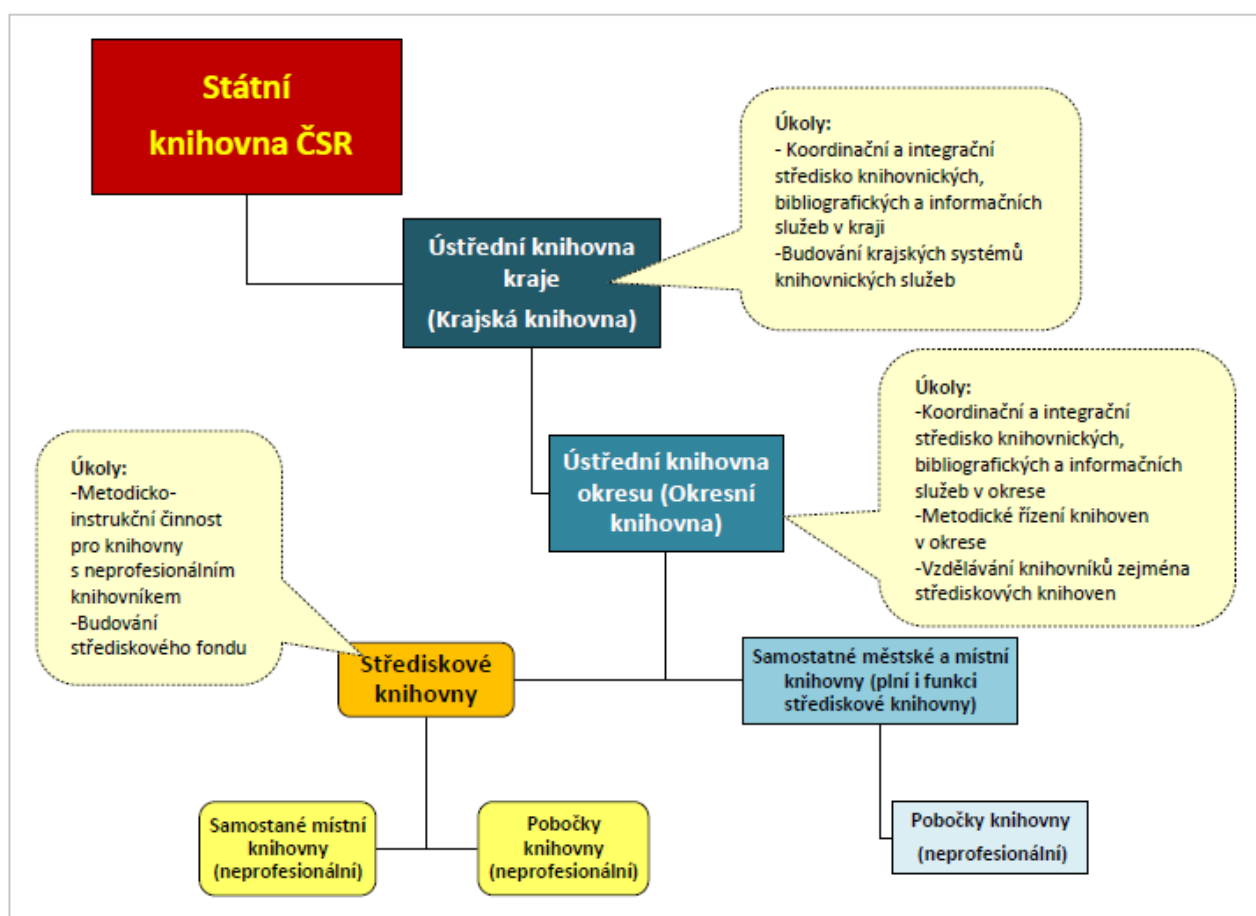 Státní
knihovna ČSR
Úkoly:
- Koordinační a integrační
středisko knihovnických,
bibliografických a informačních
služeb v kraji
-Budování krajských systémů
knihovnických služeb
Ústřední knihovna
kraje
(Krajská knihovna)
Úkoly:
-Koordinační a integrační
středisko knihovnických,
bibliografických a informačních
služeb v okrese
-Metodické řízení knihoven
v okrese
-Vzdělávání knihovníků zejména
střediskových knihoven
Ústřední knihovna
okresu (Okresní
knihovna)
Úkoly:
-Metodicko-
instrukční činnost
pro knihovny
s neprofesionálním
knihovníkem
-Budování
střediskového fondu
Střediskové
knihovny
Samostatné městské a místní
knihovny (plní i funkci
střediskové knihovny)
Samostané místní
knihovny
(neprofesionální)
Pobočky
knihovny
(neprofesionální)
Pobočky knihovny
(neprofesionální)